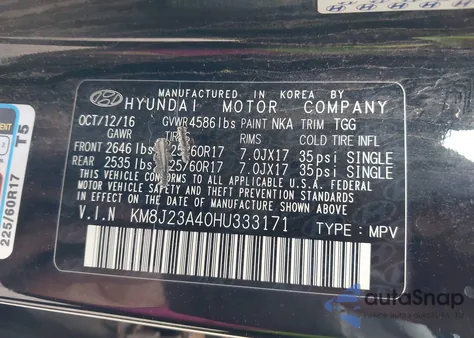 MANUFACTURED IN KOREA BY
HYUNDAI MOTOR COMPANY
OCT/12/16 GVWR 4586lbs PAINT NKA TRIM TGG
GAWR RIMS COLD TIRE INFL
FRONT 2646lbs 25/60R17 7.0JX17 35psi SINGLE
REAR 2535lbs 25/60R17 7.0JX17 35psi SINGLE
THIS VEHICLE CONFORMS TO ALL APPLICABLE U.S.A. FEDERAL
MOTOR VEHICLE SAFETY AND THEFT PREVENTION STANDARDS IN
EFFECT ON THE DATE OF MANUFACTURE SHOWN ABOVE.
V.I.N KM8J23A40HU333171 TYPE: MPV
225/60R17 T5
autoSnap